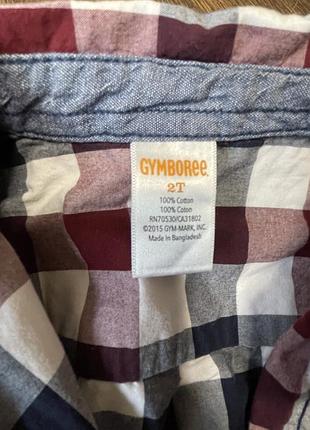 GYMBOREE
2T
100% Cotton
100% Coton
RN70530/CA31802
©2015 GYM-MARK, INC.
Made in Bangladesh